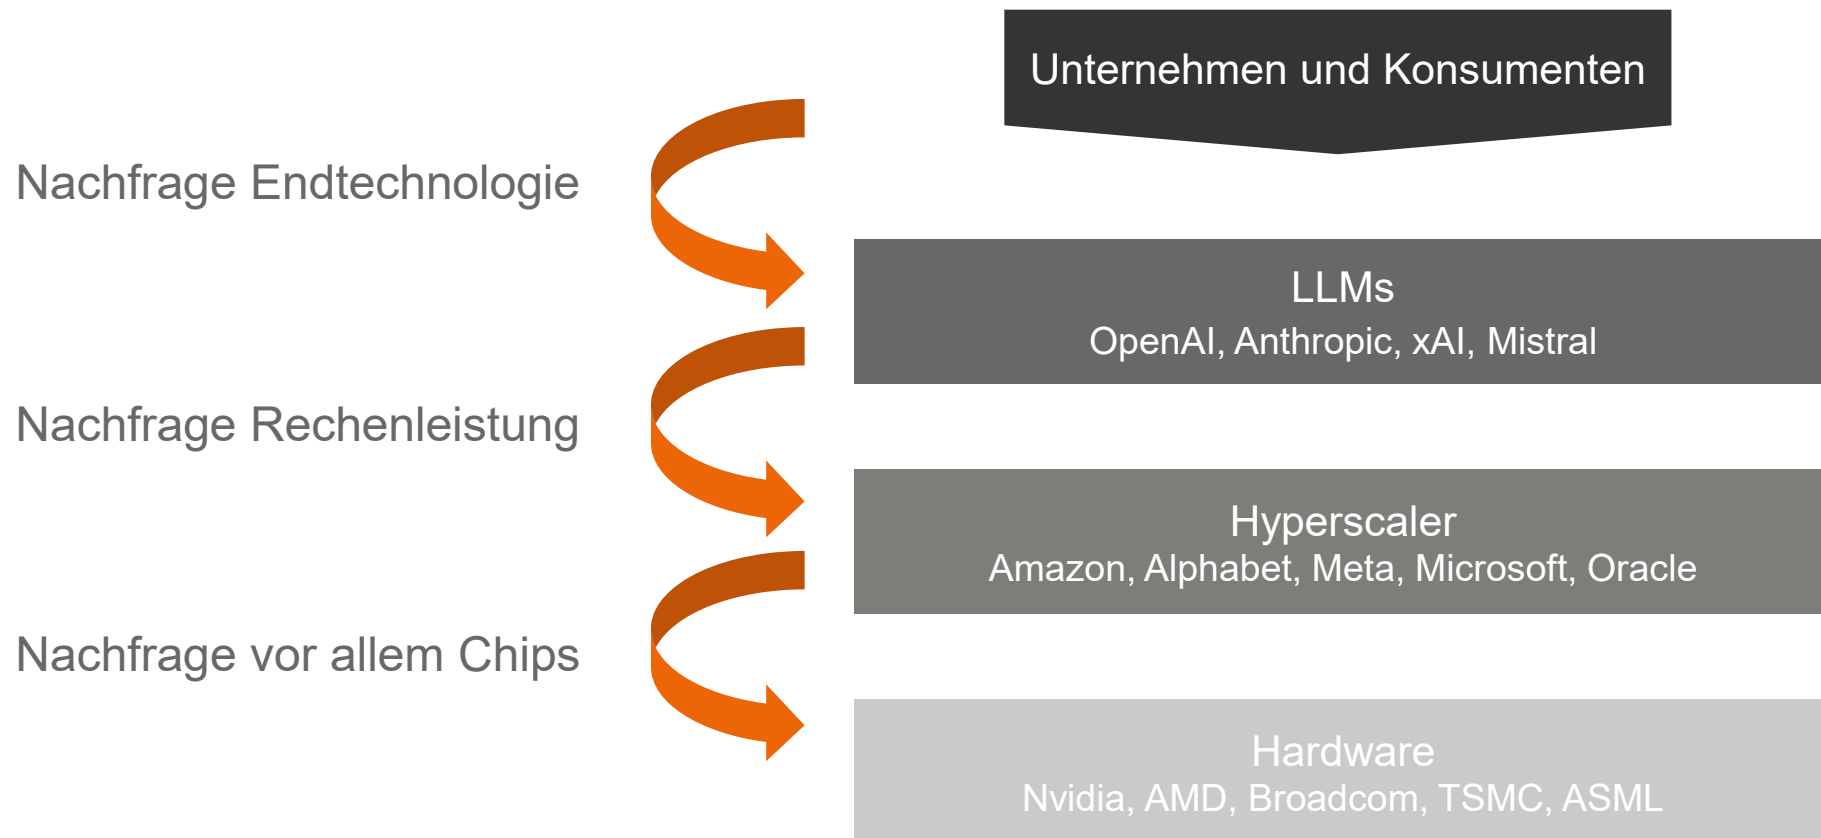 Unternehmen und Konsumenten
Nachfrage Endtechnologie
LLMs
OpenAI, Anthropic, xAI, Mistral
Nachfrage Rechenleistung
Hyperscaler
Amazon, Alphabet, Meta, Microsoft, Oracle
Nachfrage vor allem Chips
Hardware
Nvidia, AMD, Broadcom, TSMC, ASML